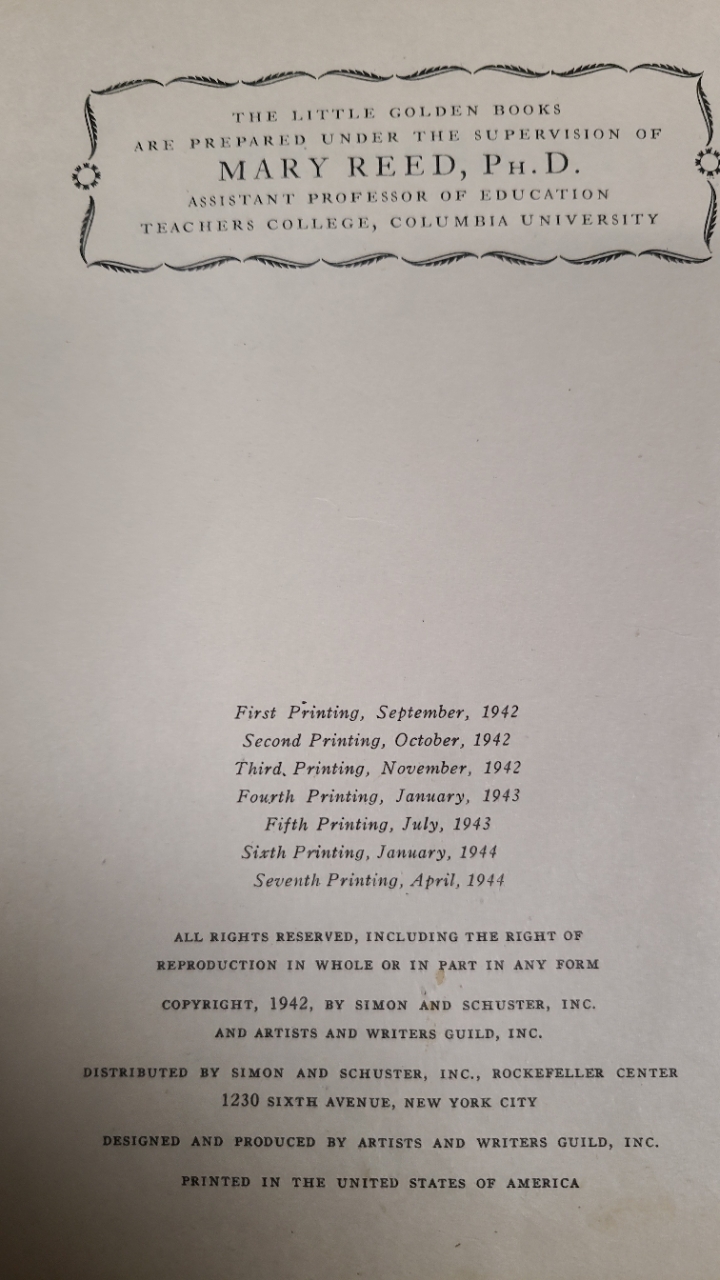 THE LITTLE GOLDEN BOOKS
ARE PREPARED UNDER THE SUPERVISION OF
MARY REED, PH.D.
ASSISTANT PROFESSOR OF EDUCATION
TEACHERS COLLEGE, COLUMBIA UNIVERSITY
First Printing, September, 1942
Second Printing, October, 1942
Third Printing, November, 1942
Fourth Printing, January, 1943
Fifth Printing, July, 1943
Sixth Printing, January, 1944
Seventh Printing, April, 1944
ALL RIGHTS RESERVED, INCLUDING THE RIGHT OF
REPRODUCTION IN WHOLE OR IN PART IN ANY FORM
COPYRIGHT, 1942, BY SIMON AND SCHUSTER, INC.
AND ARTISTS AND WRITERS GUILD, INC.
DISTRIBUTED BY SIMON AND SCHUSTER, INC., ROCKEFELLER CENTER
1230 SIXTH AVENUE, NEW YORK CITY
DESIGNED AND PRODUCED BY ARTISTS AND WRITERS GUILD, INC.
PRINTED IN THE UNITED STATES OF AMERICA